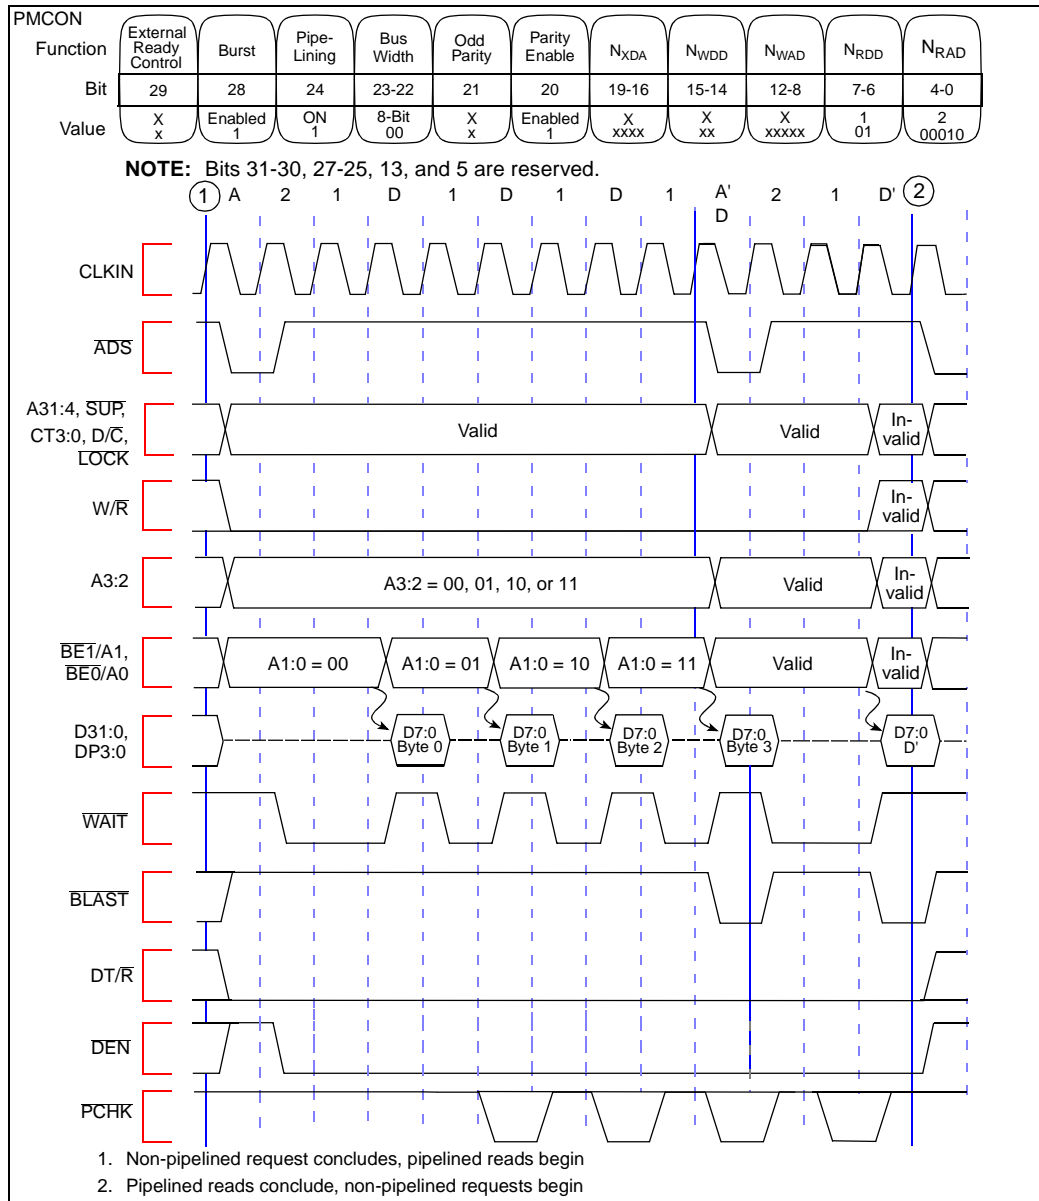 PMCON
Function External Ready Control Burst Pipe-Lining Bus Width Odd Parity Parity Enable NXDA NWDD NWAD NRDD NRAD
Bit 29 28 24 23-22 21 20 19-16 15-14 12-8 7-6 4-0
Value X x Enabled 1 ON 1 8-Bit 00 X x Enabled 1 X xxxx X xx X xxxxx 1 01 2 00010
NOTE: Bits 31-30, 27-25, 13, and 5 are reserved.
1 A 2 1 D 1 D 1 D 1 A' 2 1 D' 2
D
CLKIN
ADS
A31:4, SUP,
CT3:0, D/C,
LOCK
Valid Valid In-
valid
W/R In-
valid
A3:2 A3:2 = 00, 01, 10, or 11 Valid In-
valid
BE1/A1,
BE0/A0
A1:0 = 00 A1:0 = 01 A1:0 = 10 A1:0 = 11 Valid In-
valid
D31:0,
DP3:0
D7:0 D7:0 D7:0 D7:0 D7:0
Byte 0 Byte 1 Byte 2 Byte 3 D'
WAIT
BLAST
DT/R
DEN
PCHK
1. Non-pipelined request concludes, pipelined reads begin
2. Pipelined reads conclude, non-pipelined requests begin